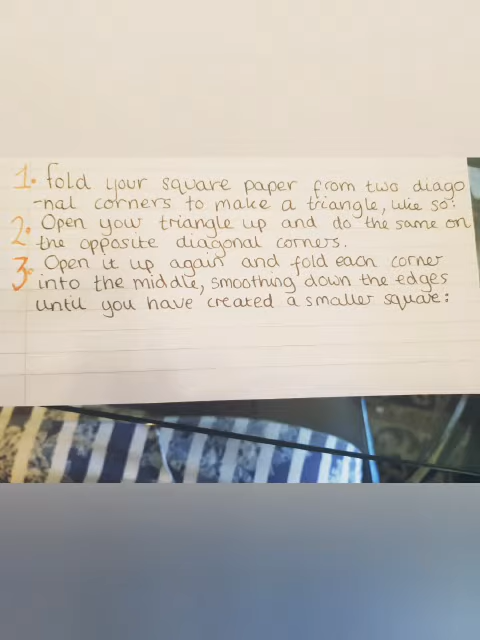 1. fold your square paper from two diago
-nal corners to make a triangle, like so:
2. Open your triangle up and do the same on
the opposite diagonal corners.
3. Open it up again and fold each corner
into the middle, smoothing down the edges
until you have created a smaller square: